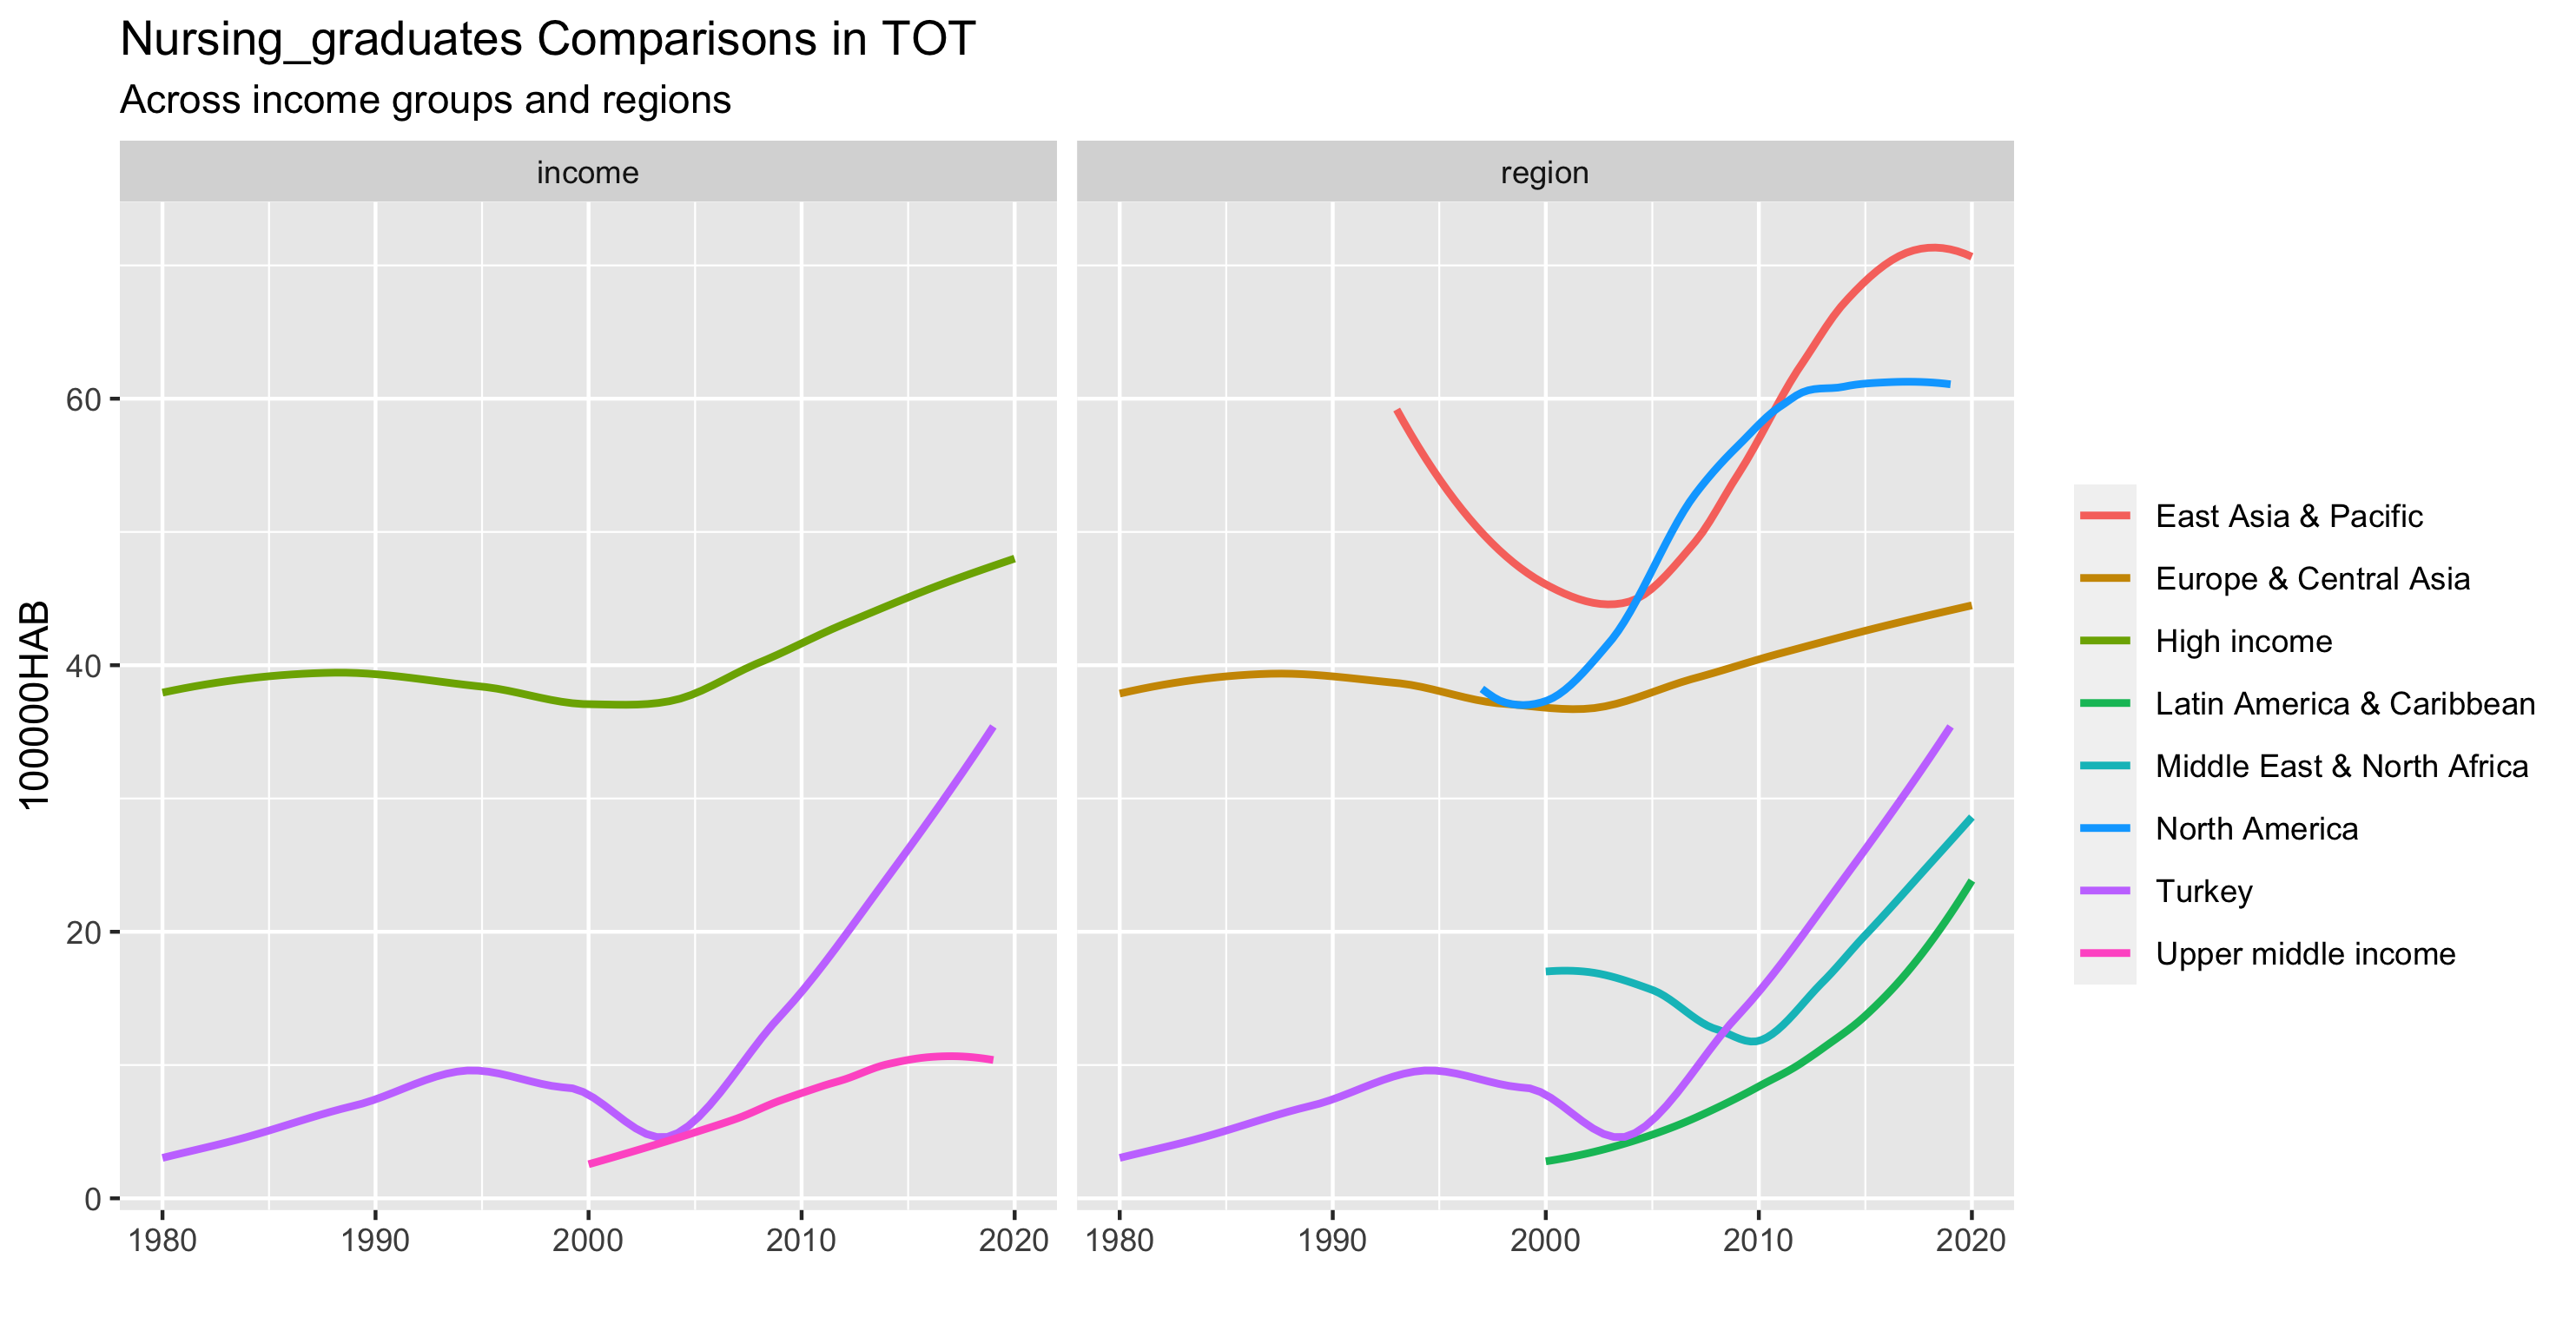 Nursing_graduates Comparisons in TOT
Across income groups and regions
income
region
100000HAB
60
40
20
0
1980 1990 2000 2010 2020
1980 1990 2000 2010 2020
East Asia & Pacific
Europe & Central Asia
High income
Latin America & Caribbean
Middle East & North Africa
North America
Turkey
Upper middle income